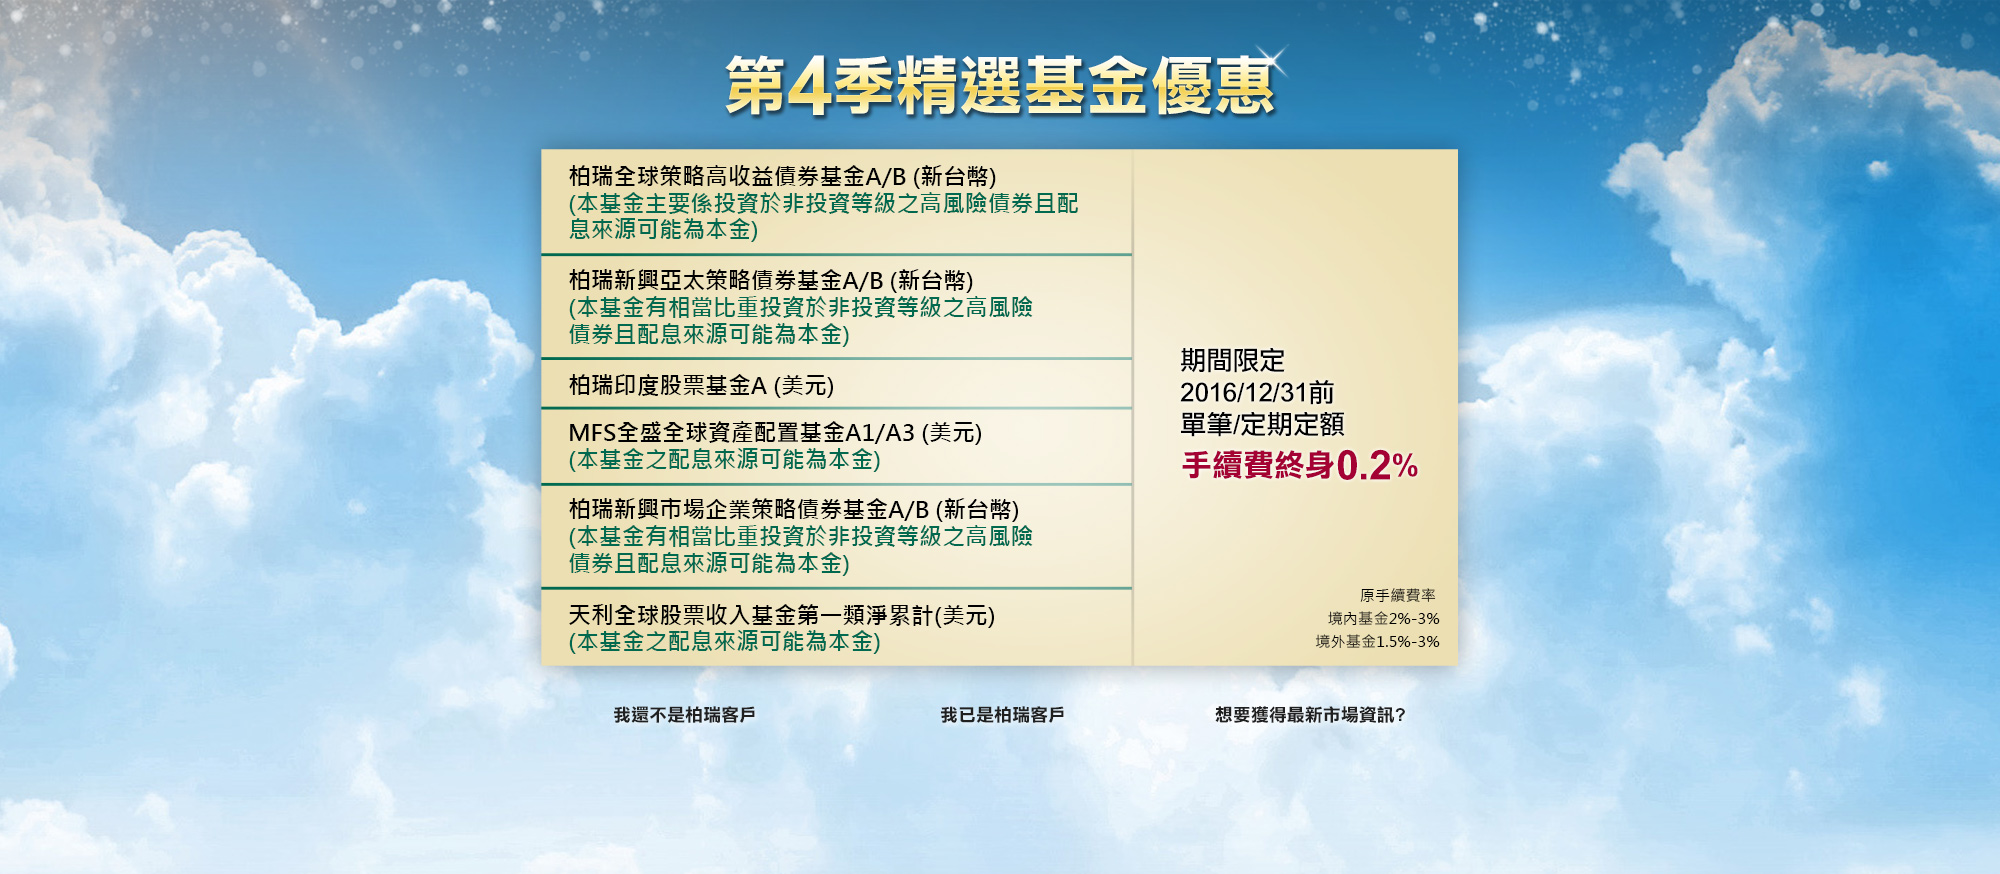 第4季精選基金優惠
柏瑞全球策略高收益債券基金A/B (新台幣)
(本基金主要係投資於非投資等級之高風險債券且配
息來源可能為本金)
柏瑞新興亞太策略債券基金A/B (新台幣)
(本基金有相當比重投資於非投資等級之高風險
債券且配息來源可能為本金)
柏瑞印度股票基金A (美元)
MFS全盛全球資產配置基金A1/A3 (美元)
(本基金之配息來源可能為本金)
柏瑞新興市場企業策略債券基金A/B (新台幣)
(本基金有相當比重投資於非投資等級之高風險
債券且配息來源可能為本金)
天利全球股票收入基金第一類淨累計(美元)
(本基金之配息來源可能為本金)
期間限定
2016/12/31前
單筆/定期定額
手續費終身0.2%
原手續費率
境內基金2%-3%
境外基金1.5%-3%
我還不是柏瑞客戶
我已是柏瑞客戶
想要獲得最新市場資訊?